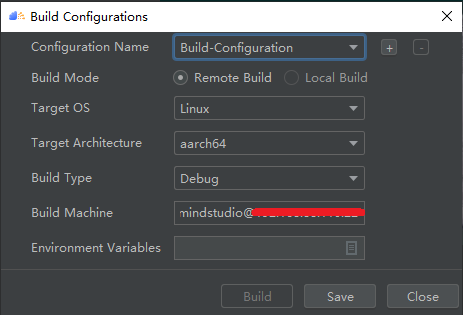 Build Configurations
Configuration Name Build-Configuration + -
Build Mode Remote Build Local Build
Target OS Linux
Target Architecture aarch64
Build Type Debug
Build Machine mindstudio@
Environment Variables
Build Save Close